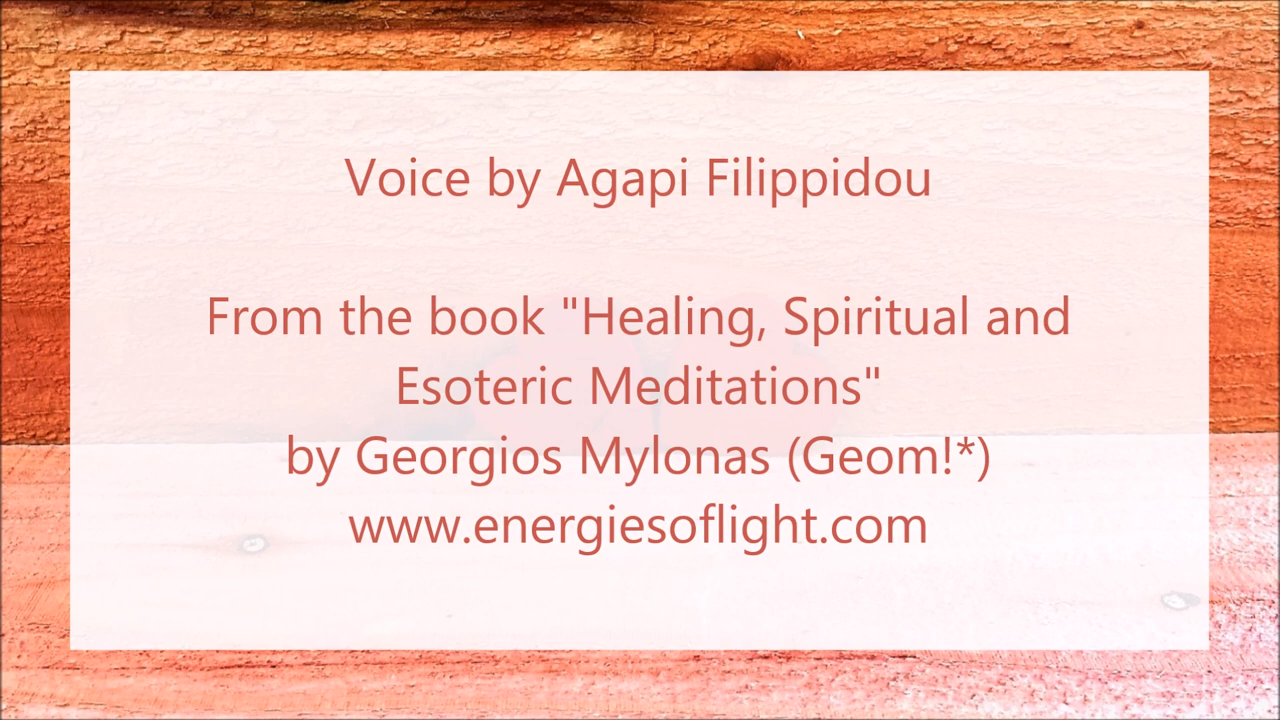 Voice by Agapi Filippidou
From the book "Healing, Spiritual and
Esoteric Meditations"
by Georgios Mylonas (Geom!*)
www.energiesoflight.com